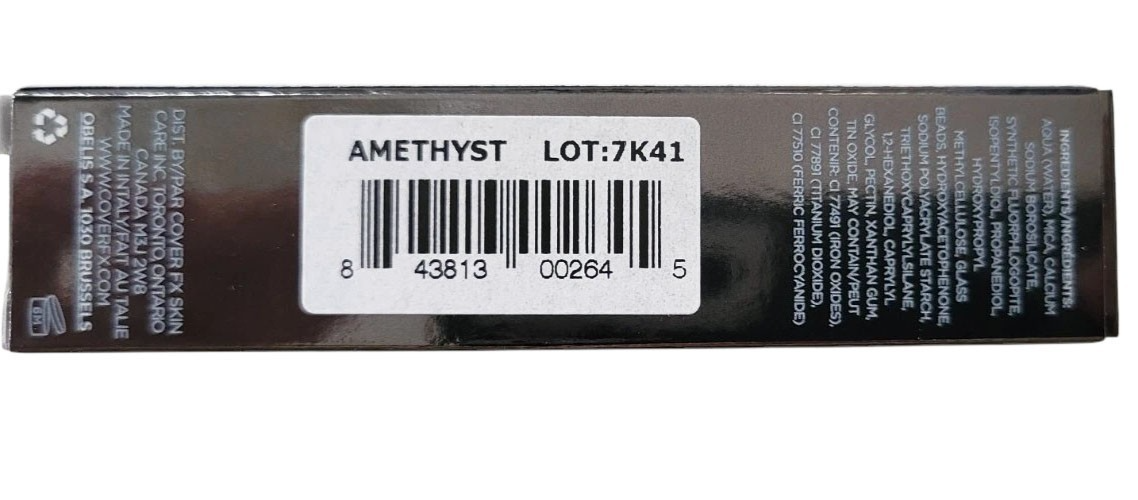 AMETHYST LOT:7K41
8 43813 00264 5
INGREDIENTS/INGRÉDIENTS:
AQUA (WATER), MICA, CALCIUM
SODIUM BOROSILICATE,
SYNTHETIC FLUORPHLOGOPITE,
ISOPENTYLDIOL, PROPANEDIOL,
HYDROXYPROPYL
METHYLCELLULOSE, GLASS
BEADS, HYDROXYACETOPHENONE,
SODIUM POLYACRYLATE STARCH,
TRIETHOXYCAPRYLYLSILANE,
1,2-HEXANEDIOL, CAPRYLYL
GLYCOL, PECTIN, XANTHAN GUM,
TIN OXIDE, MAY CONTAIN/PEUT
CONTENIR: CI 77491 (IRON OXIDES),
CI 77891 (TITANIUM DIOXIDE),
CI 77510 (FERRIC FERROCYANIDE)
DIST. BY/PAR COVER FX SKIN
CARE INC. TORONTO, ONTARIO
CANADA M3J 2W8
MADE IN ITALY/FAIT AU TALIE
WWW.COVERFX.COM
OBELIS S.A. 1030 BRUSSELS
6M